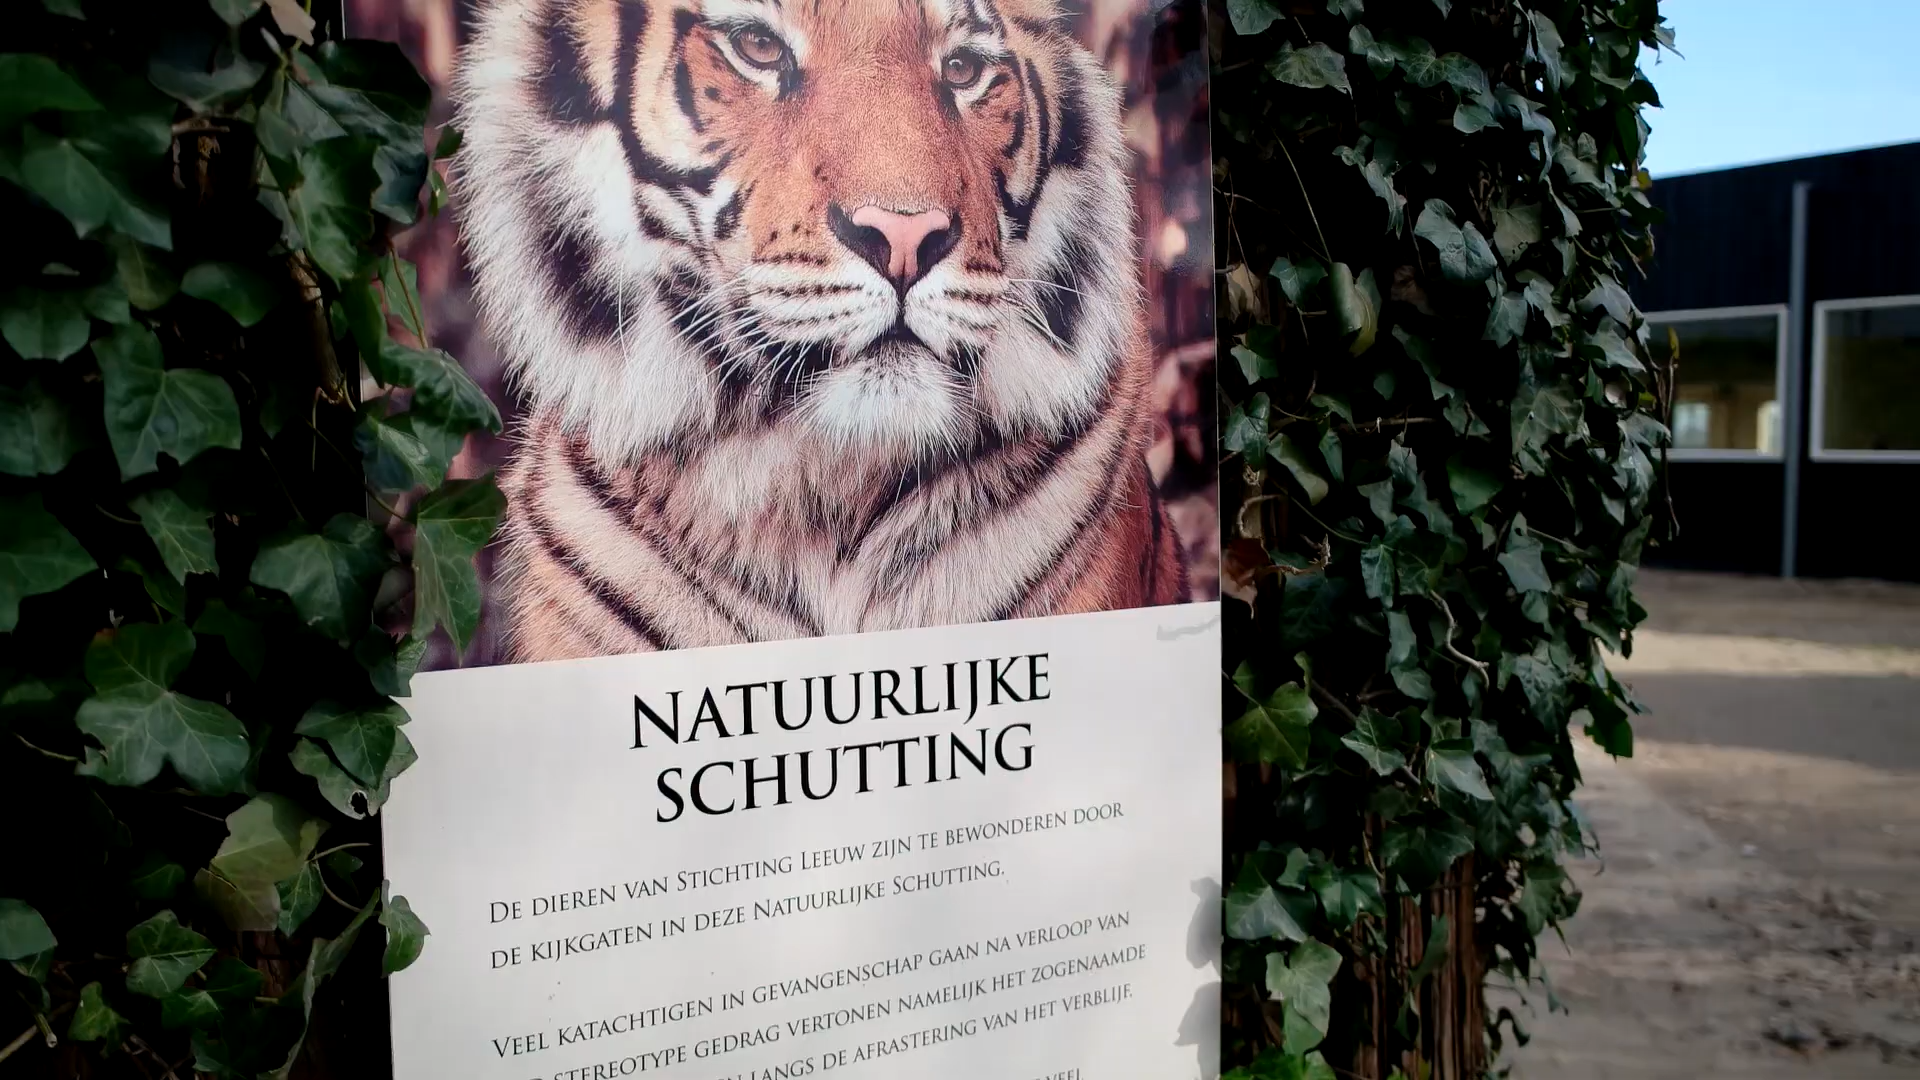 NATUURLIJKE
SCHUTTING
DE DIEREN VAN STICHTING LEEUW ZIJN TE BEWONDEREN DOOR
DE KIJKGATEN IN DEZE NATUURLIJKE SCHUTTING.
VEEL KATACHTIGEN IN GEVANGENSCHAP GAAN NA VERLOOP VAN
STEREOTYPE GEDRAG VERTONEN NAMELIJK HET ZOGENAAMDE
LANGS DE AFRASTERING VAN HET VERBLIJF.
VEEL